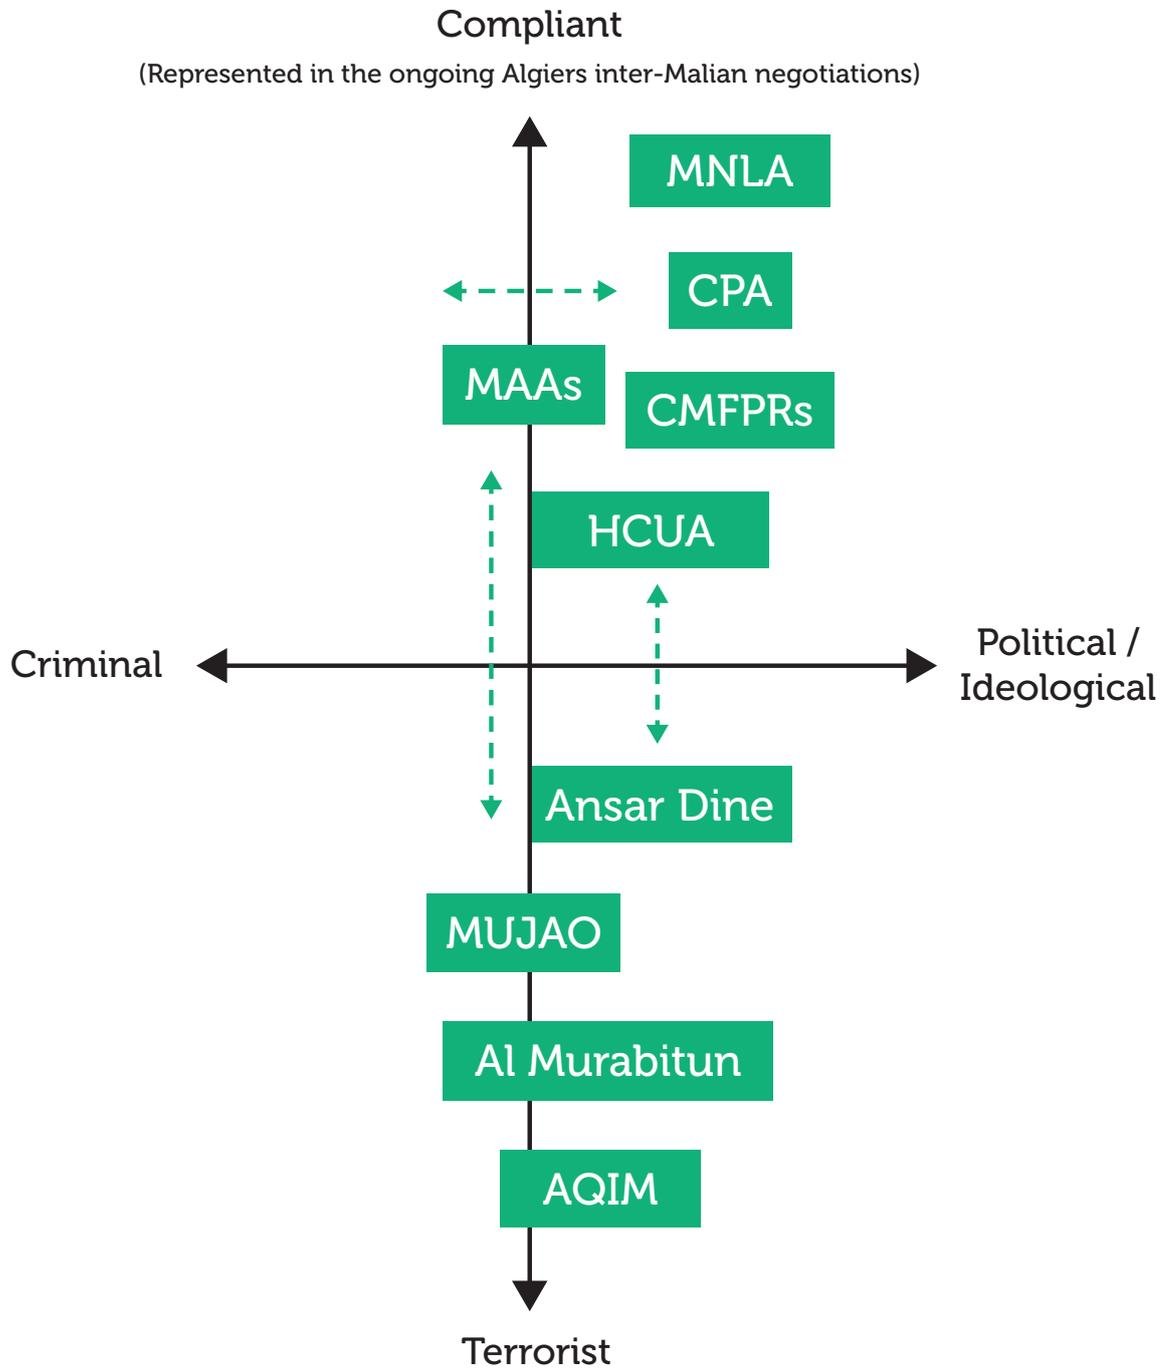 Compliant
(Represented in the ongoing Algiers inter-Malian negotiations)
MNLA
CPA
MAAs
CMFPRs
HCUA
Criminal
Political /
Ideological
Ansar Dine
MUJAO
Al Murabitun
AQIM
Terrorist